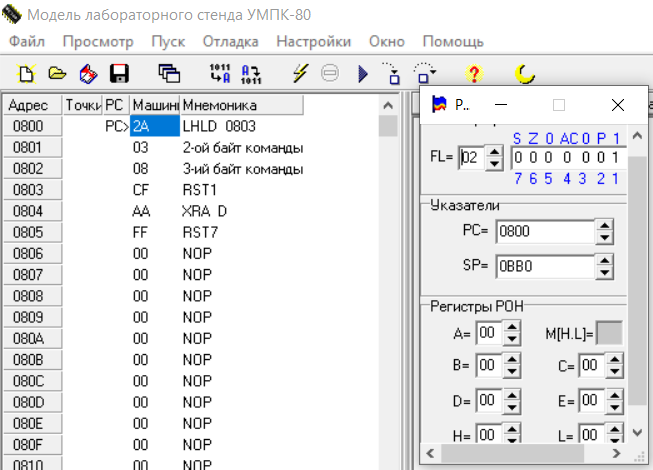 Модель лабораторного стенда УМПК-80
Файл Просмотр Пуск Отладка Настройки Окно Помощь
Адрес Точки PC Машинн Мнемоника
0800 PC> 2A LHLD 0803
0801 03 2-ой байт команды
0802 08 3-ий байт команды
0803 CF RST1
0804 AA XRA D
0805 FF RST7
0806 00 NOP
0807 00 NOP
0808 00 NOP
0809 00 NOP
080A 00 NOP
080B 00 NOP
080C 00 NOP
080D 00 NOP
080E 00 NOP
080F 00 NOP
0810 00 NOP
Р..
S Z 0 AC 0 P 1
FL= 02 0 0 0 0 0 0 1
7 6 5 4 3 2 1
Указатели
PC= 0800
SP= 0BB0
Регистры РОН
A= 00 M[H.L]=
B= 00 C= 00
D= 00 E= 00
H= 00 L= 00